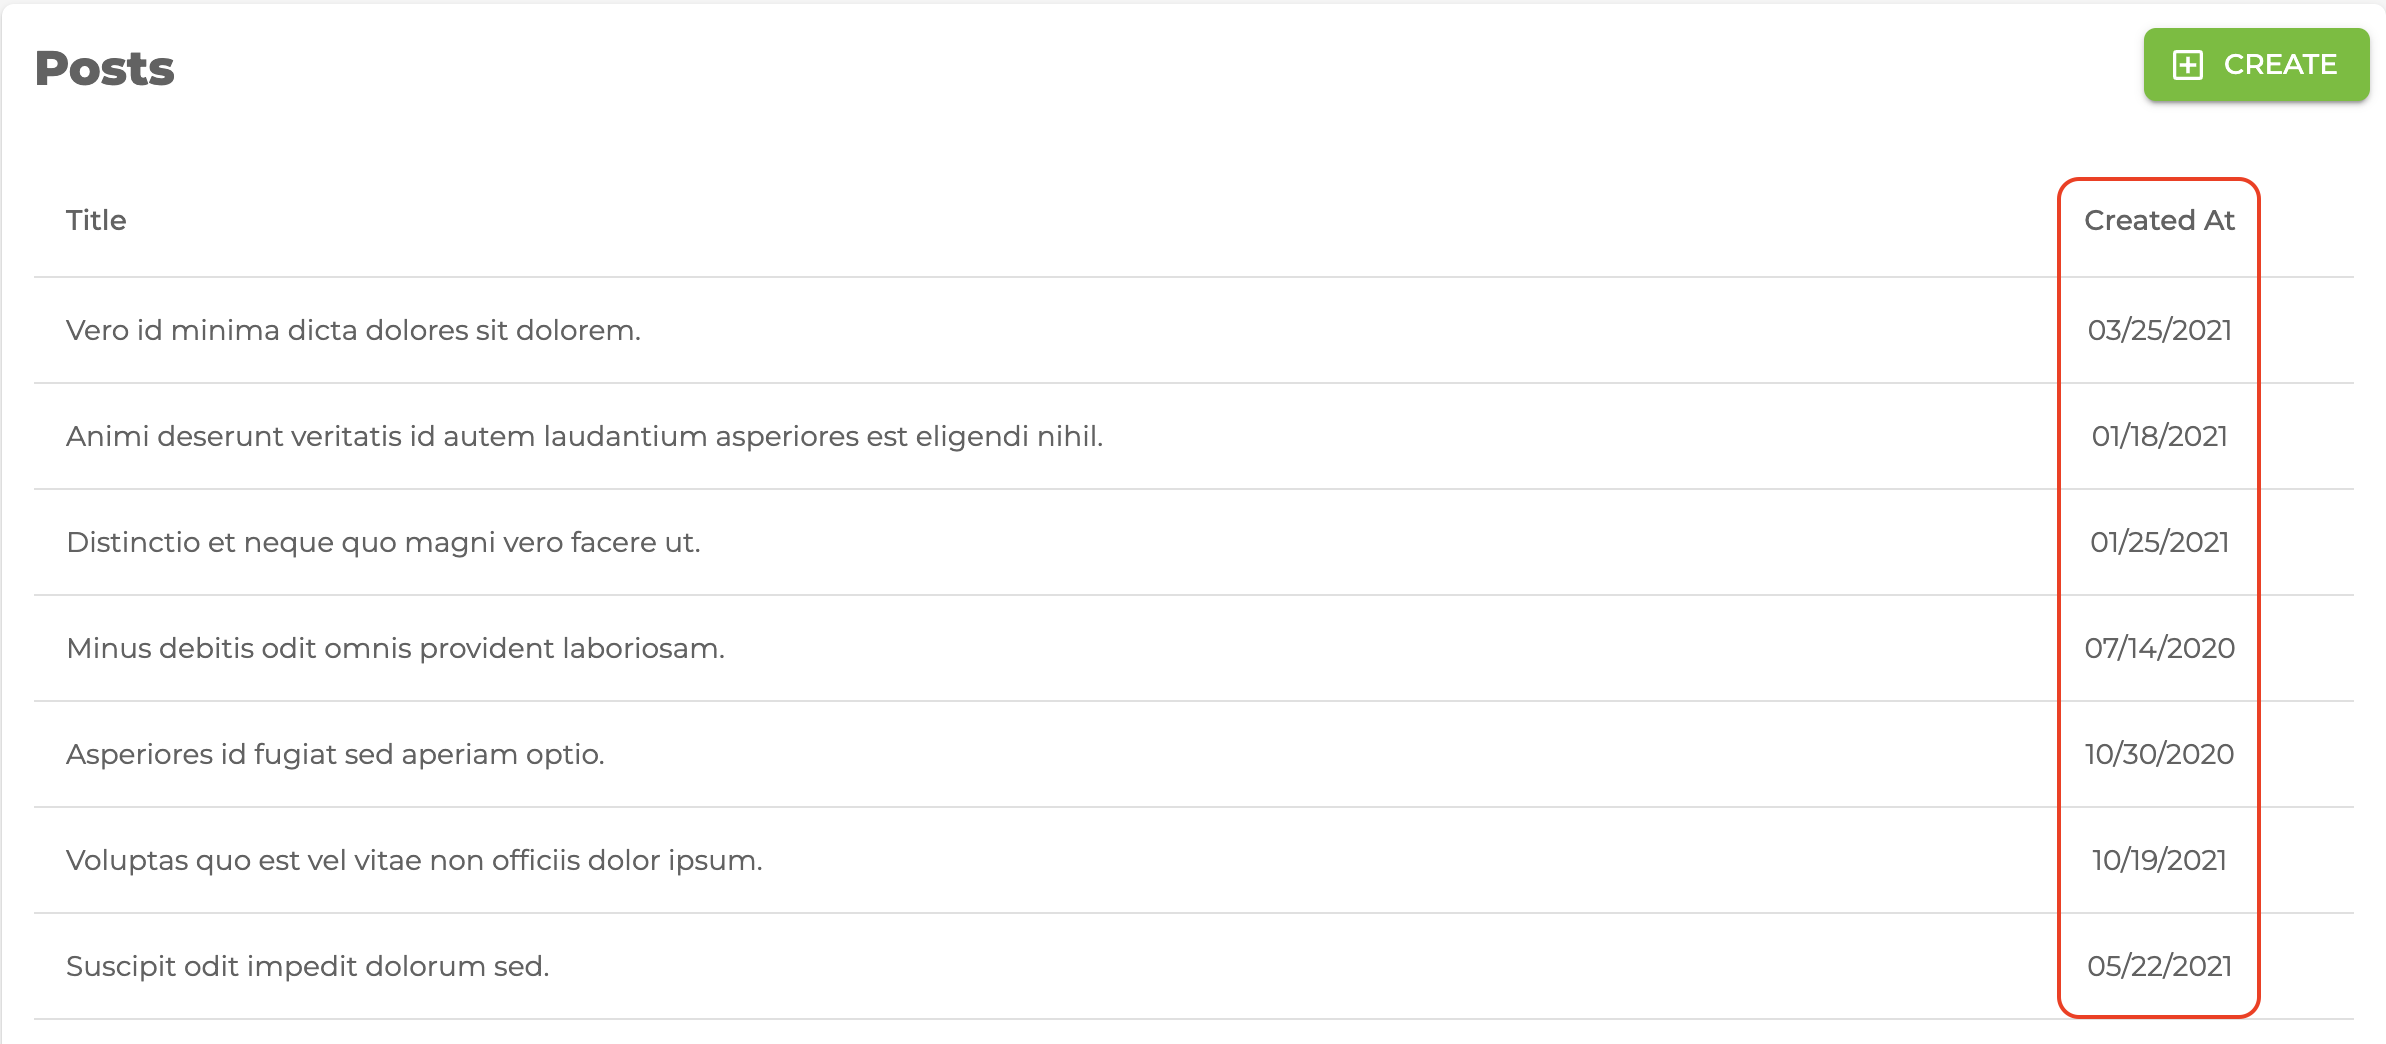 Posts
CREATE
Title Created At
Vero id minima dicta dolores sit dolorem. 03/25/2021
Animi deserunt veritatis id autem laudantium asperiores est eligendi nihil. 01/18/2021
Distinctio et neque quo magni vero facere ut. 01/25/2021
Minus debitis odit omnis provident laboriosam. 07/14/2020
Asperiores id fugiat sed aperiam optio. 10/30/2020
Voluptas quo est vel vitae non officiis dolor ipsum. 10/19/2021
Suscipit odit impedit dolorum sed. 05/22/2021